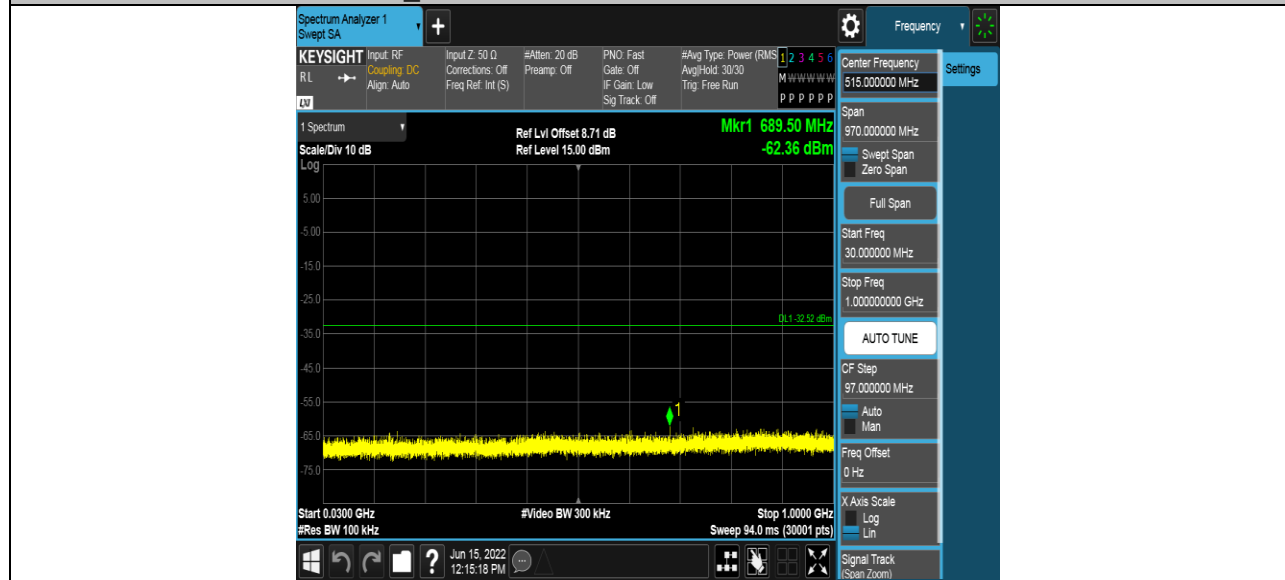 Spectrum Analyzer 1
Swept SA
+
Frequency
KEYSIGHT
RL
LXI
Input: RF
Coupling: DC
Align: Auto
Input Z: 50 Ω
Corrections: Off
Freq Ref: Int (S)
#Atten: 20 dB
Preamp: Off
PNO: Fast
Gate: Off
IF Gain: Low
Sig Track: Off
#Avg Type: Power (RMS
Avg|Hold: 30/30
Trig: Free Run
1 2 3 4 5 6
M W W W W W
P P P P P P
Center Frequency
515.000000 MHz
Settings
1 Spectrum
Scale/Div 10 dB
Ref Lvl Offset 8.71 dB
Ref Level 15.00 dBm
Mkr1 689.50 MHz
-62.36 dBm
Span
970.000000 MHz
Swept Span
Zero Span
Full Span
Start Freq
30.000000 MHz
Stop Freq
1.000000000 GHz
AUTO TUNE
CF Step
97.000000 MHz
Auto
Man
Freq Offset
0 Hz
X Axis Scale
Log
Lin
Signal Track
(Span Zoom)
Log
5.00
-5.00
-15.0
-25.0
DL1 -32.52 dBm
-35.0
-45.0
-55.0
1
-65.0
-75.0
Start 0.0300 GHz
#Video BW 300 kHz
Stop 1.0000 GHz
#Res BW 100 kHz
Sweep 94.0 ms (30001 pts)
?
Jun 15, 2022
12:15:18 PM